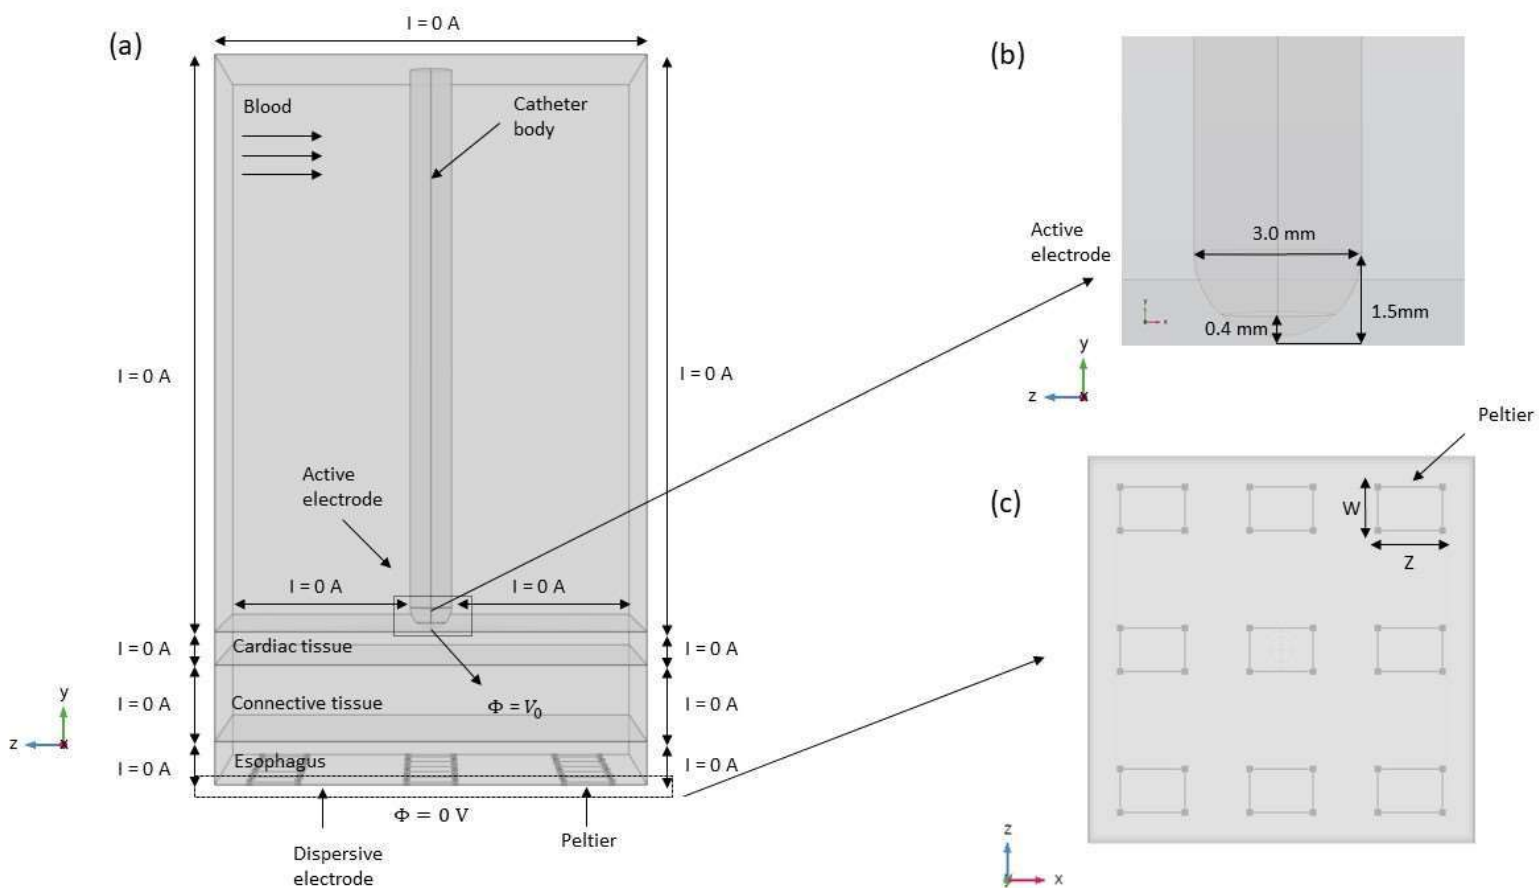 (a)
I = 0 A
Blood
Catheter
body
I = 0 A
I = 0 A
Active
electrode
I = 0 A
I = 0 A
I = 0 A
Cardiac tissue
I = 0 A
I = 0 A
Connective tissue
Φ = V₀
I = 0 A
y
z
x
I = 0 A
Esophagus
I = 0 A
Φ = 0 V
Dispersive
electrode
Peltier
(b)
Active
electrode
3.0 mm
0.4 mm
1.5mm
y
x
y
z
x
(c)
Peltier
W
Z
z
y
x